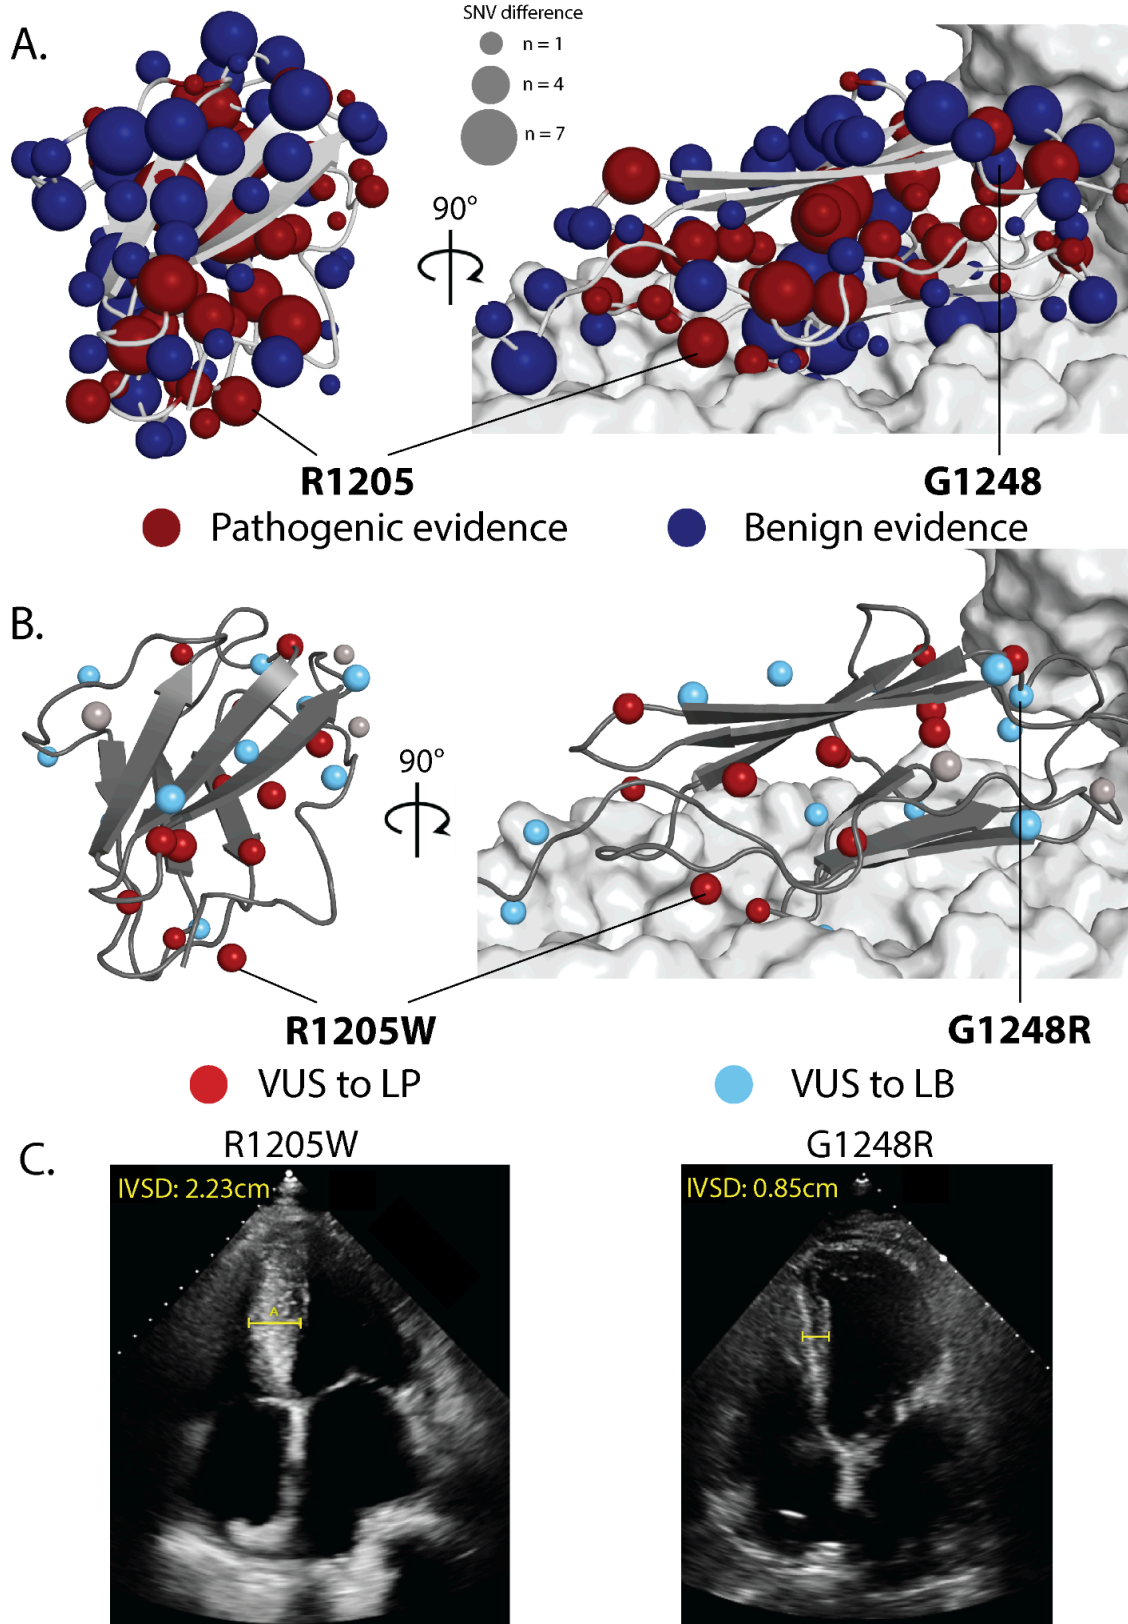 A.
SNV difference
n = 1
n = 4
n = 7
90°
R1205
G1248
Pathogenic evidence
Benign evidence
B.
90°
R1205W
G1248R
VUS to LP
VUS to LB
C.
R1205W
G1248R
IVSD: 2.23cm
IVSD: 0.85cm
A